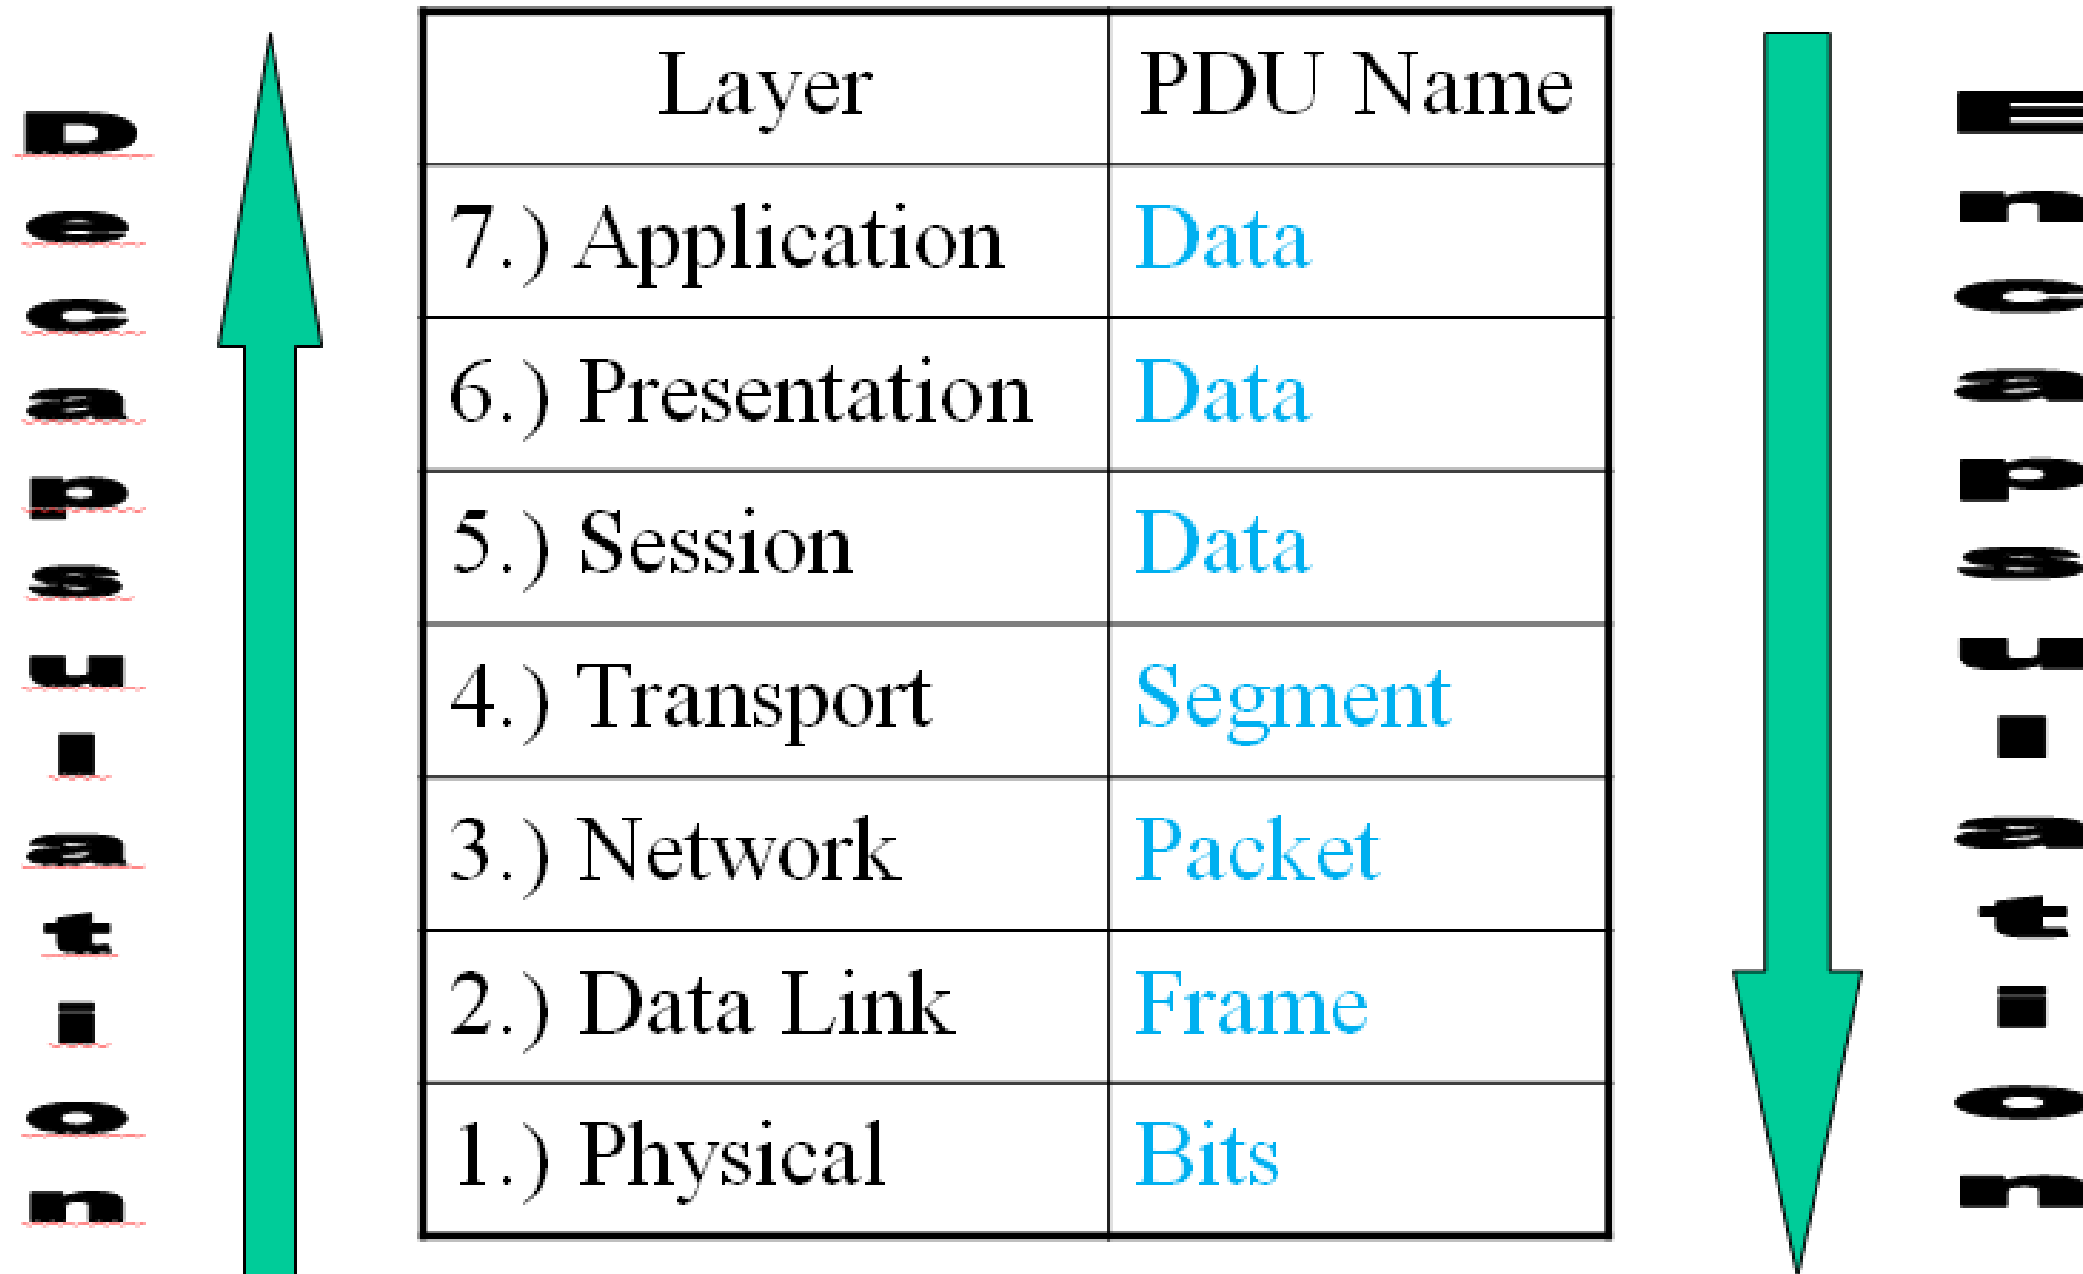 Decapsulation
Layer PDU Name
7.) Application Data
6.) Presentation Data
5.) Session Data
4.) Transport Segment
3.) Network Packet
2.) Data Link Frame
1.) Physical Bits
Encapsulation